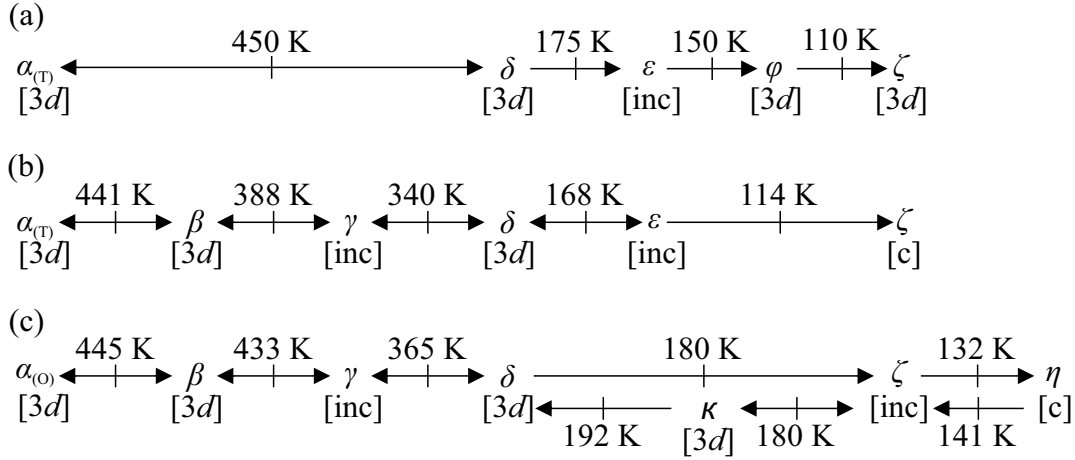 (a)
450 K 175 K 150 K 110 K
α(T) δ ε φ ζ
[3d] [3d] [inc] [3d] [3d]
(b)
441 K 388 K 340 K 168 K 114 K
α(T) β γ δ ε ζ
[3d] [3d] [inc] [3d] [inc] [c]
(c)
445 K 433 K 365 K 180 K 132 K
α(O) β γ δ ζ η
[3d] [3d] [inc] [3d] κ [inc] [c]
192 K [3d] 180 K 141 K